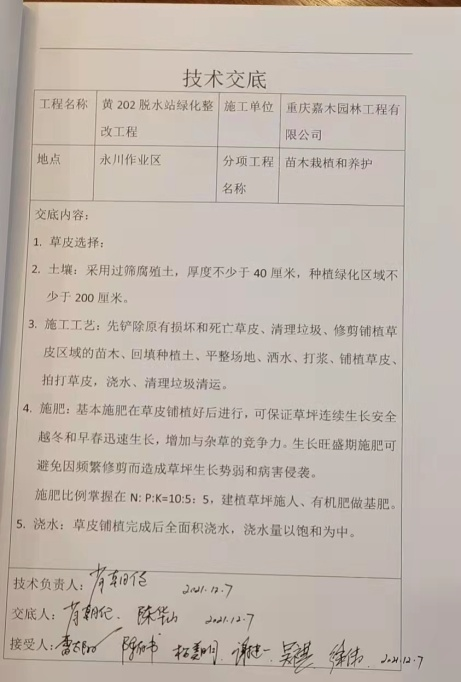 技术交底
工程名称 黄 202 脱水站绿化整 施工单位 重庆嘉木园林工程有
改工程 限公司
地点 永川作业区 分项工程 苗木栽植和养护
名称
交底内容：
1. 草皮选择；
2. 土壤：采用过筛腐殖土，厚度不少于 40 厘米，种植绿化区域不
少于 200 厘米。
3. 施工工艺：先铲除原有损坏和死亡草皮、清理垃圾、修剪铺植草
皮区域的苗木、回填种植土、平整场地、洒水、打浆、铺植草皮、
拍打草皮，浇水、清理垃圾清运。
4. 施肥：基本施肥在草皮铺植好后进行，可保证草坪连续生长安全
越冬和早春迅速生长，增加与杂草的竞争力。生长旺盛期施肥可
避免因频繁修剪而造成草坪生长势弱和病害侵袭。
施肥比例掌握在 N: P:K=10:5：5，建植草坪施人、有机肥做基肥。
5. 浇水：草皮铺植完成后全面积浇水，浇水量以饱和为中。
技术负责人： 2021.12.7
交底人： 2021.12.7
接受人： 2021.12.7